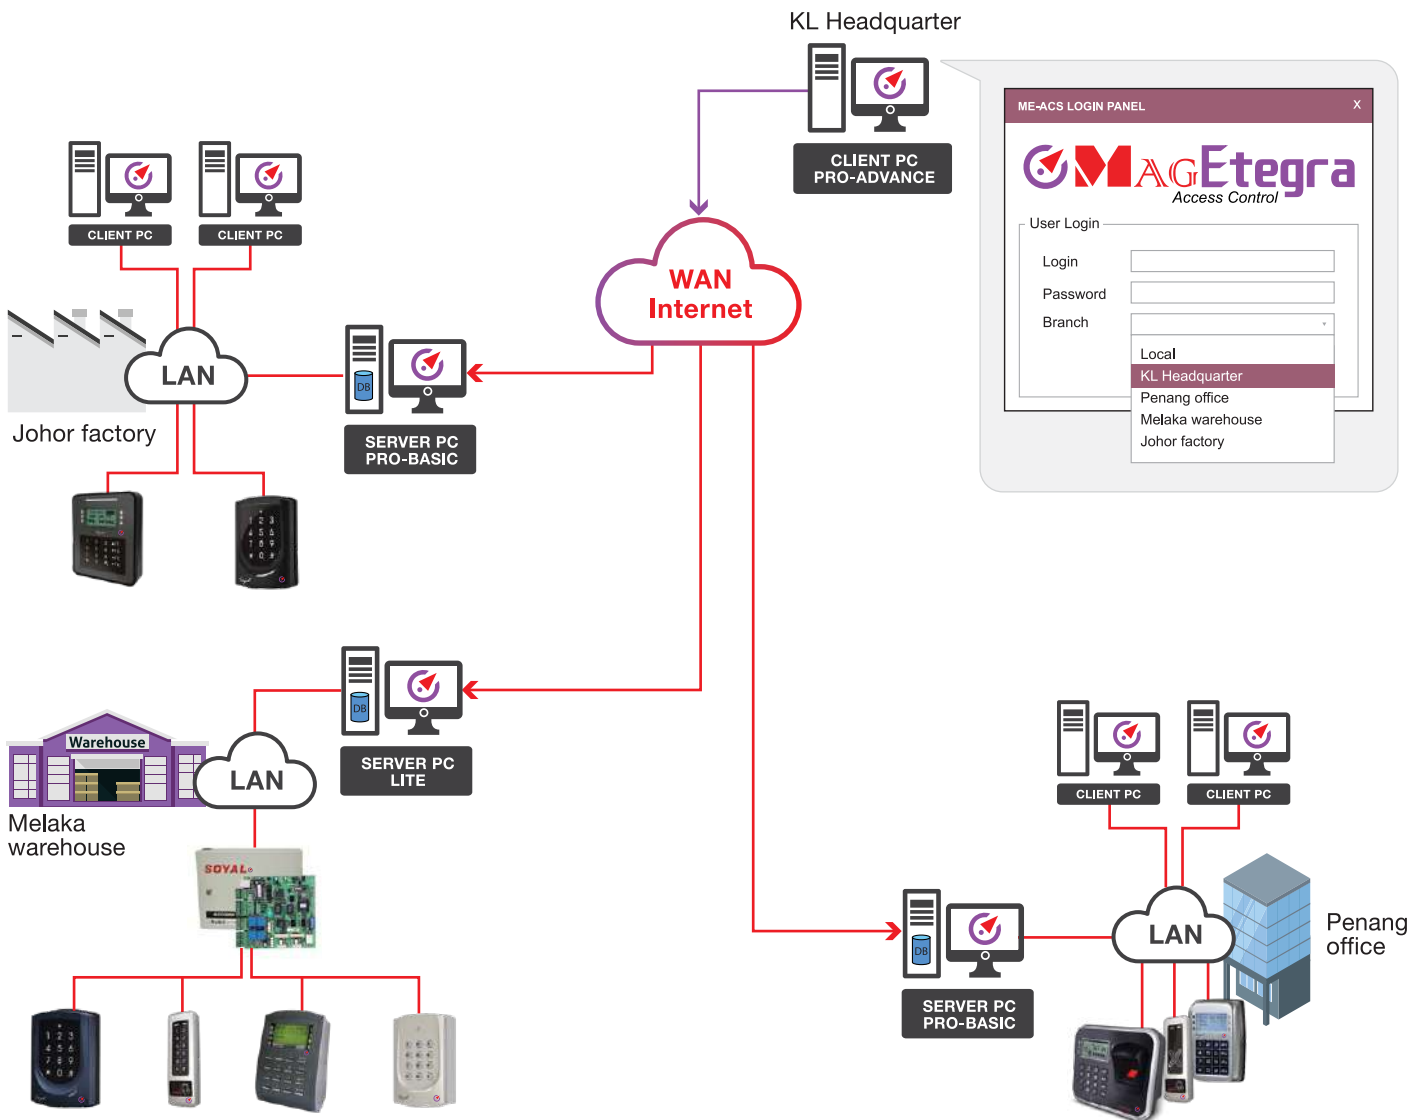 KL Headquarter
CLIENT PC
PRO-ADVANCE
ME-ACS LOGIN PANEL
X
MAGEtegra
Access Control
User Login
Login
Password
Branch
Local
KL Headquarter
Penang office
Melaka warehouse
Johor factory
WAN
Internet
CLIENT PC
CLIENT PC
LAN
Johor factory
DB
SERVER PC
PRO-BASIC
DB
SERVER PC
LITE
Warehouse
LAN
Melaka
warehouse
SOYAL
CLIENT PC
CLIENT PC
LAN
Penang
office
DB
SERVER PC
PRO-BASIC